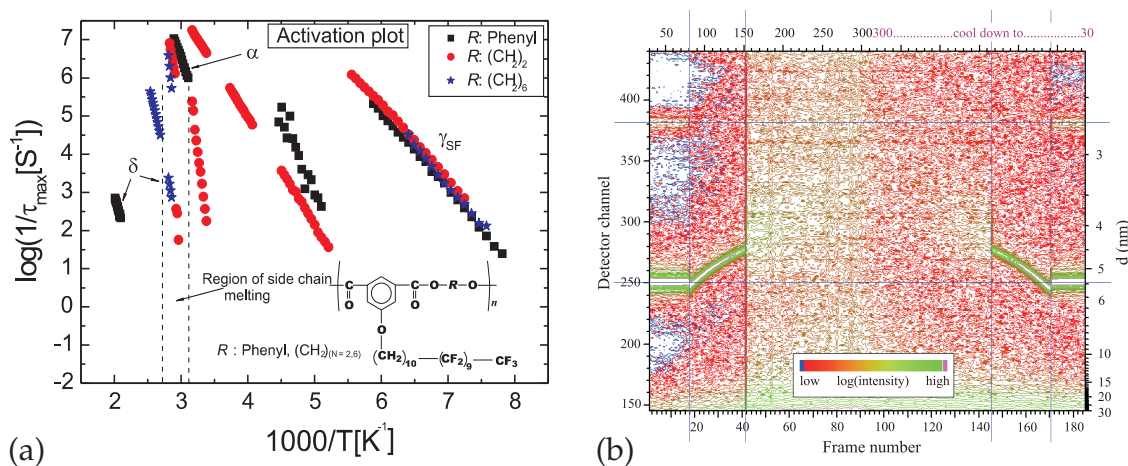 (a)
Activation plot
R: Phenyl
R: (CH)₂
R: (CH)₆
α
δ
γSF
Region of side chain
melting
C
O
C
O
O
R
O
n
O
(CH₂)₁₀
(CF₂)₉
CF₃
R : Phenyl, (CH₂)(N = 2,6)
7
6
5
4
3
2
1
0
−1
−2
log(1/τmax[S⁻¹])
2 3 4 5 6 7 8
1000/T[K⁻¹]
(b)
50 100 150 250 250 300 300..................cool down to............30
400
350
300
250
200
150
Detector channel
3
4
5
6
10
15
20
30
d (nm)
low log(intensity) high
20 40 60 80 100 120 140 160 180
Frame number